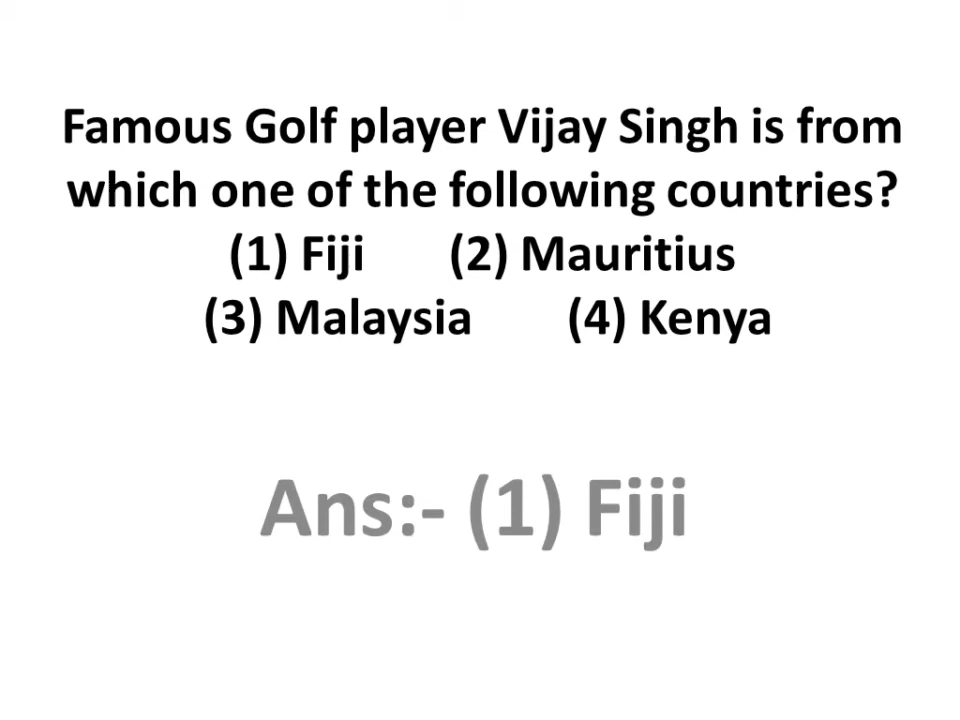 Famous Golf player Vijay Singh is from
which one of the following countries?
(1) Fiji (2) Mauritius
(3) Malaysia (4) Kenya
Ans:- (1) Fiji